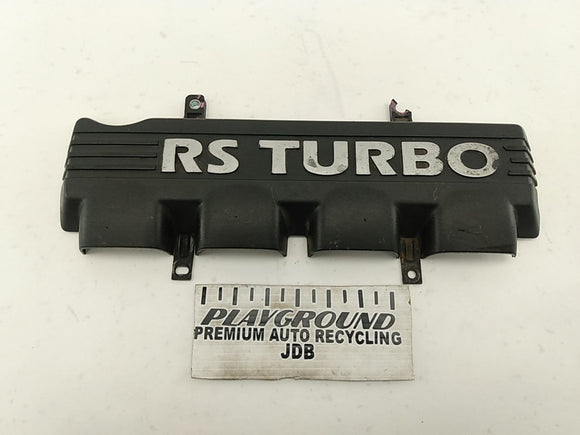 RS TURBO
PLAYGROUND
PREMIUM AUTO RECYCLING
JDB